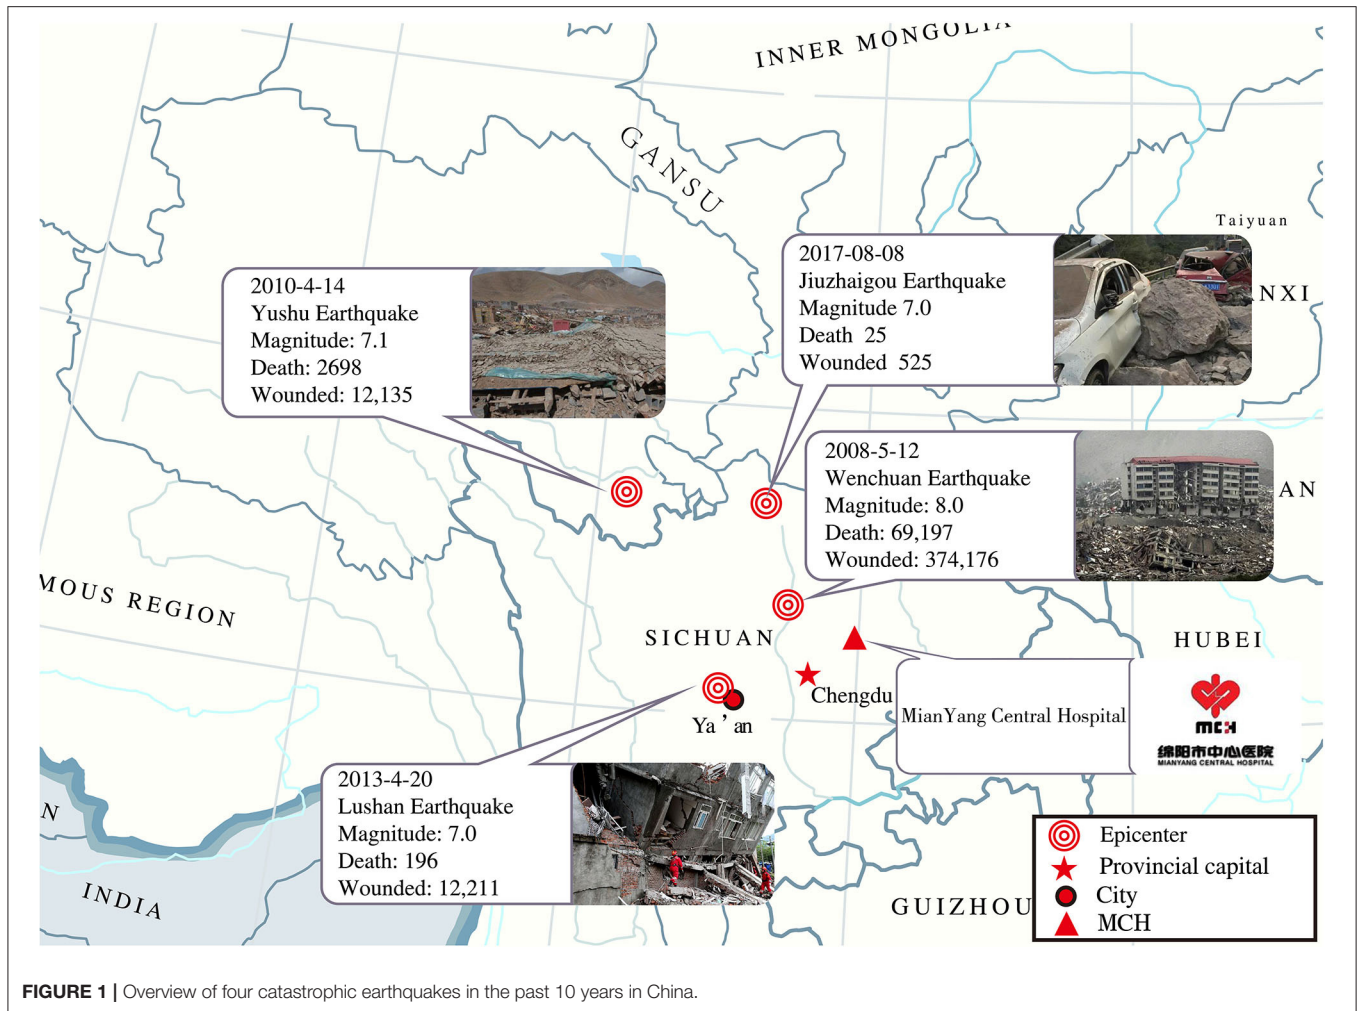 INNER MONGOLIA
GANSU
Taiyuan
2017-08-08
Jiuzhaigou Earthquake
Magnitude 7.0
Death 25
Wounded 525
NXI
2010-4-14
Yushu Earthquake
Magnitude: 7.1
Death: 2698
Wounded: 12,135
2008-5-12
Wenchuan Earthquake
Magnitude: 8.0
Death: 69,197
Wounded: 374,176
AN
MOUS REGION
SICHUAN
HUBEI
Chengdu
MianYang Central Hospital
MCH
绵阳市中心医院
MIANYANG CENTRAL HOSPITAL
Ya’an
2013-4-20
Lushan Earthquake
Magnitude: 7.0
Death: 196
Wounded: 12,211
N
INDIA
GUIZHOU
Epicenter
Provincial capital
City
MCH
FIGURE 1 | Overview of four catastrophic earthquakes in the past 10 years in China.